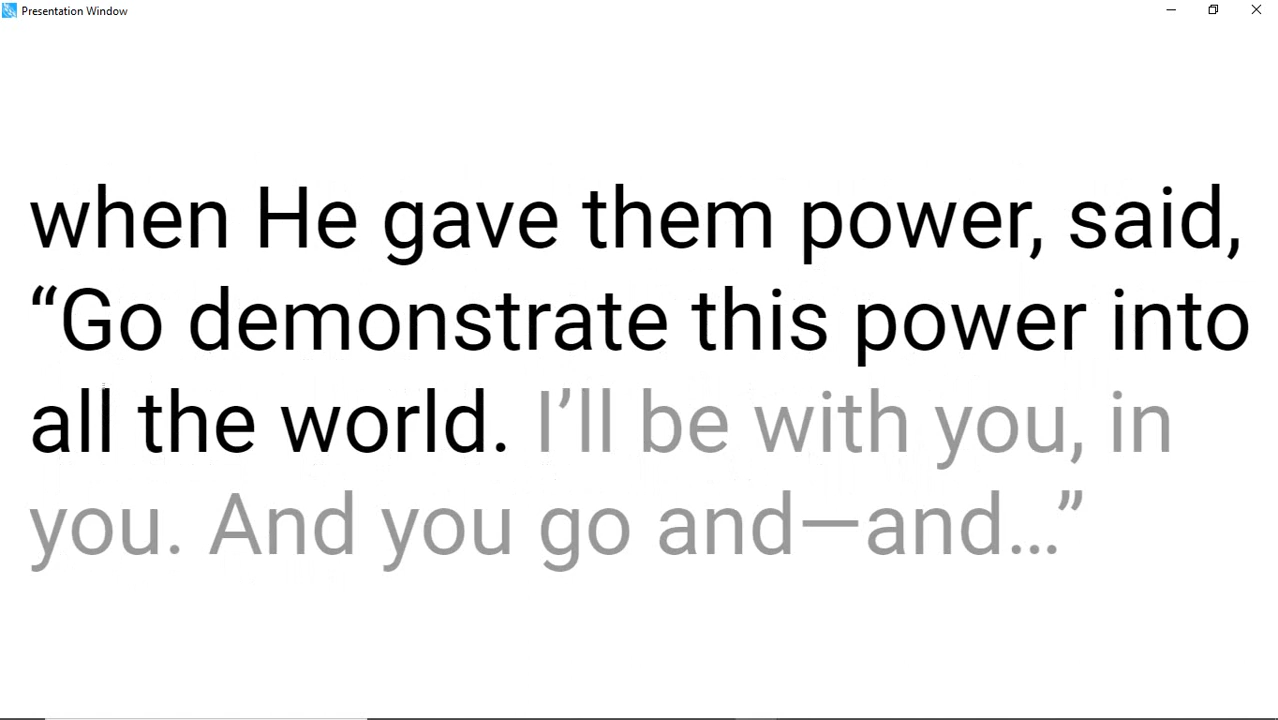 Presentation Window
when He gave them power, said,
“Go demonstrate this power into
all the world. I’ll be with you, in
you. And you go and—and…”